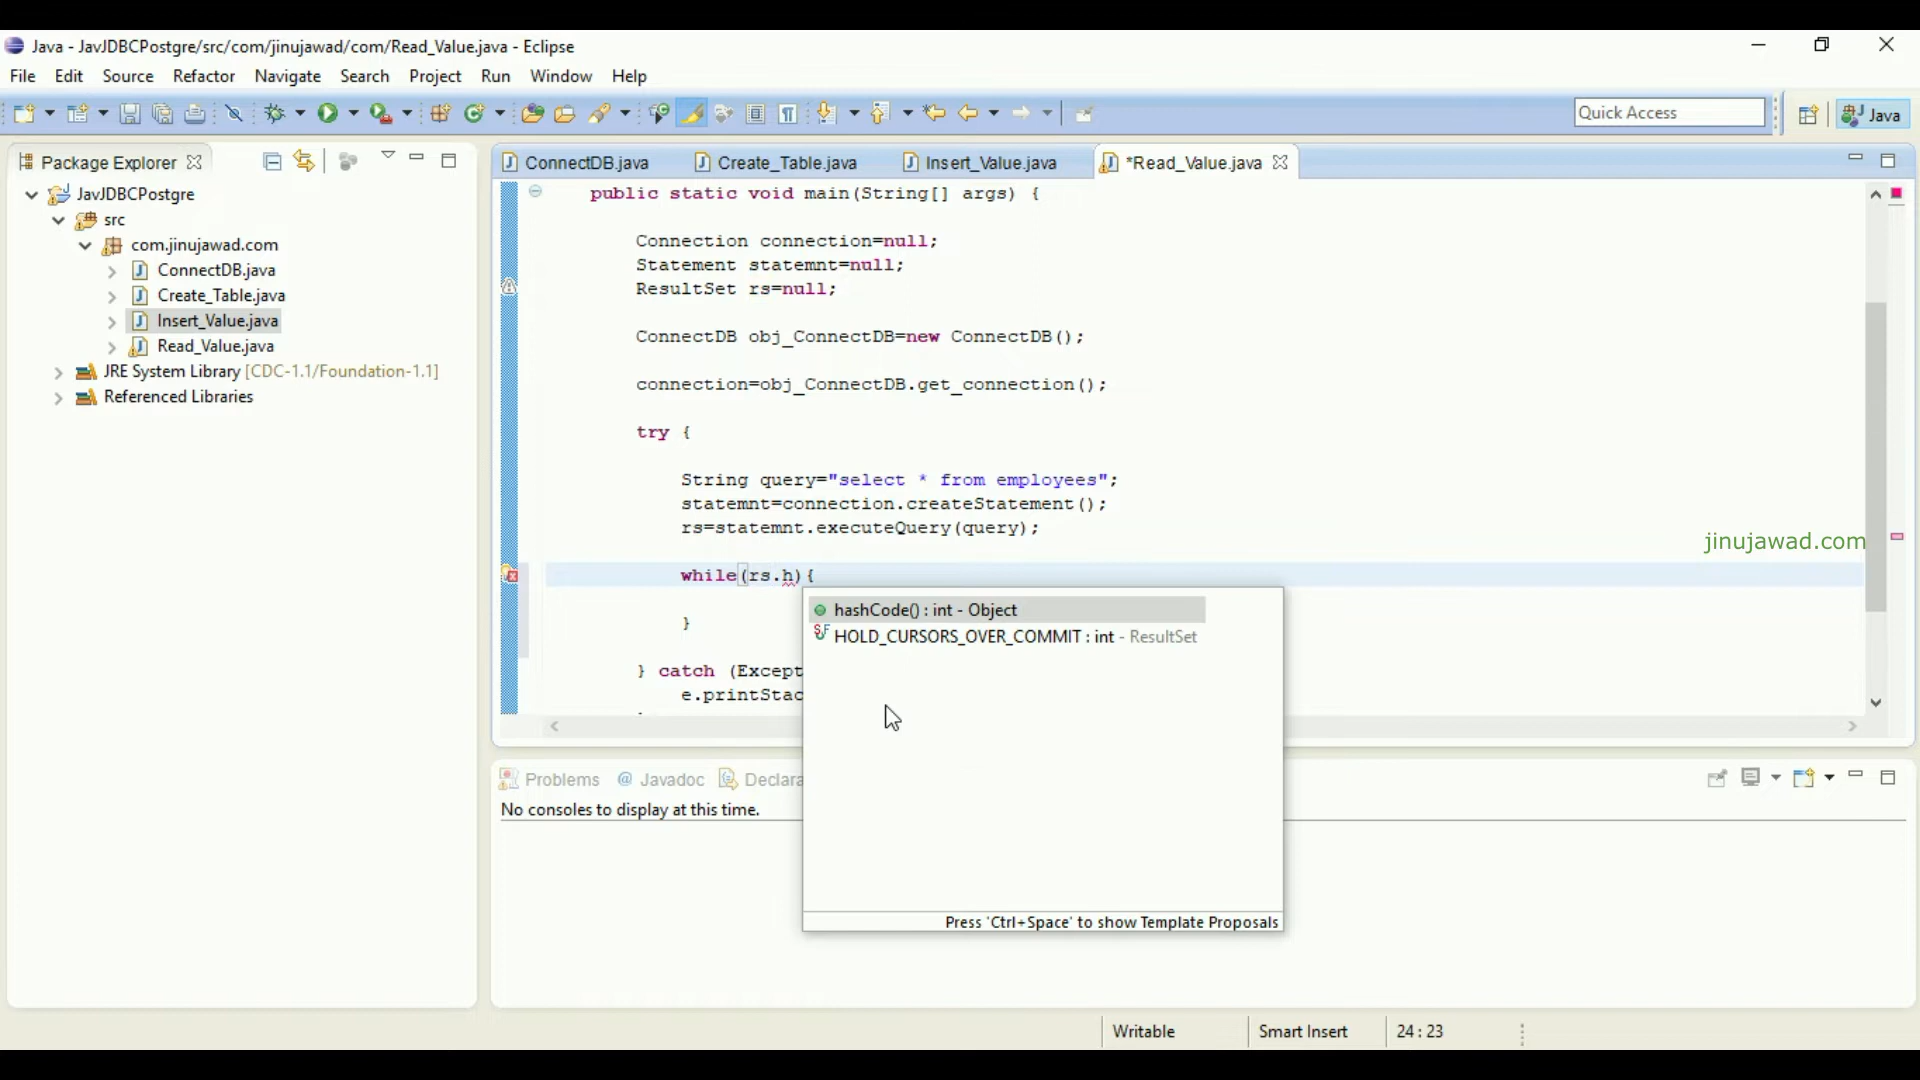 Java - JavJDBCPostgre/src/com/jinujawad/com/Read_Value.java - Eclipse
File Edit Source Refactor Navigate Search Project Run Window Help
Quick Access
Java
Package Explorer
JavJDBCPostgre
src
com.jinujawad.com
ConnectDB.java
Create_Table.java
Insert_Value.java
Read_Value.java
JRE System Library [CDC-1.1/Foundation-1.1]
Referenced Libraries
ConnectDB.java Create_Table.java Insert_Value.java *Read_Value.java
public static void main(String[] args) {
Connection connection=null;
Statement statemnt=null;
ResultSet rs=null;
ConnectDB obj_ConnectDB=new ConnectDB();
connection=obj_ConnectDB.get_connection();
try {
String query="select * from employees";
statemnt=connection.createStatement();
rs=statemnt.executeQuery(query);
jinujawad.com
while(rs.h){
}
} catch (Except
e.printStac
hashCode() : int - Object
HOLD_CURSORS_OVER_COMMIT : int - ResultSet
Press 'Ctrl+Space' to show Template Proposals
Problems @ Javadoc Declara
No consoles to display at this time.
Writable Smart Insert 24 : 23